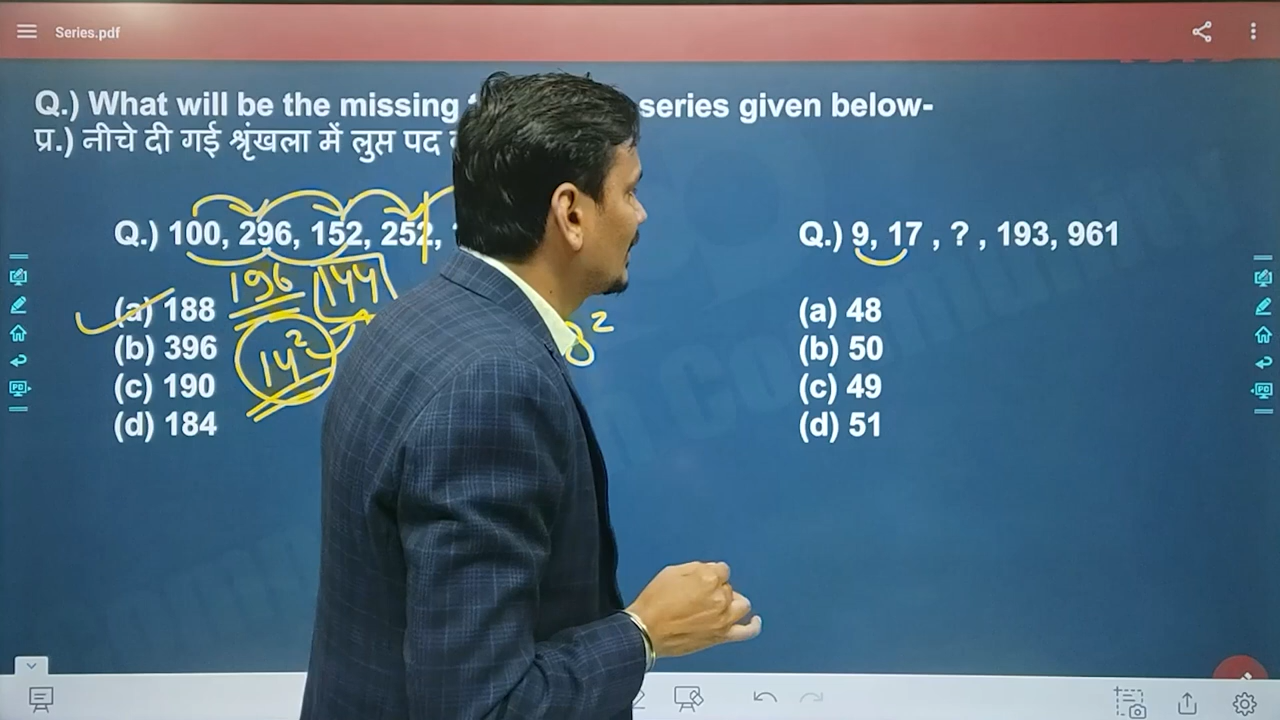 Series.pdf
Q.) What will be the missing series given below-
प्र.) नीचे दी गई श्रृंखला में लुप्त पद
Q.) 100, 296, 152, 252,
196 144
14²
8²
(a) 188
(b) 396
(c) 190
(d) 184
Q.) 9, 17 , ? , 193, 961
(a) 48
(b) 50
(c) 49
(d) 51